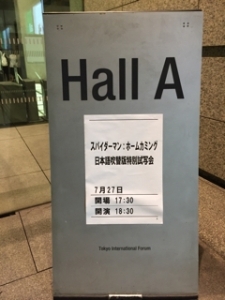 Hall A
スパイダーマン：ホームカミング
日本語吹替版特別試写会
7月27日
開場 17:30
開演 18:30
Tokyo International Forum